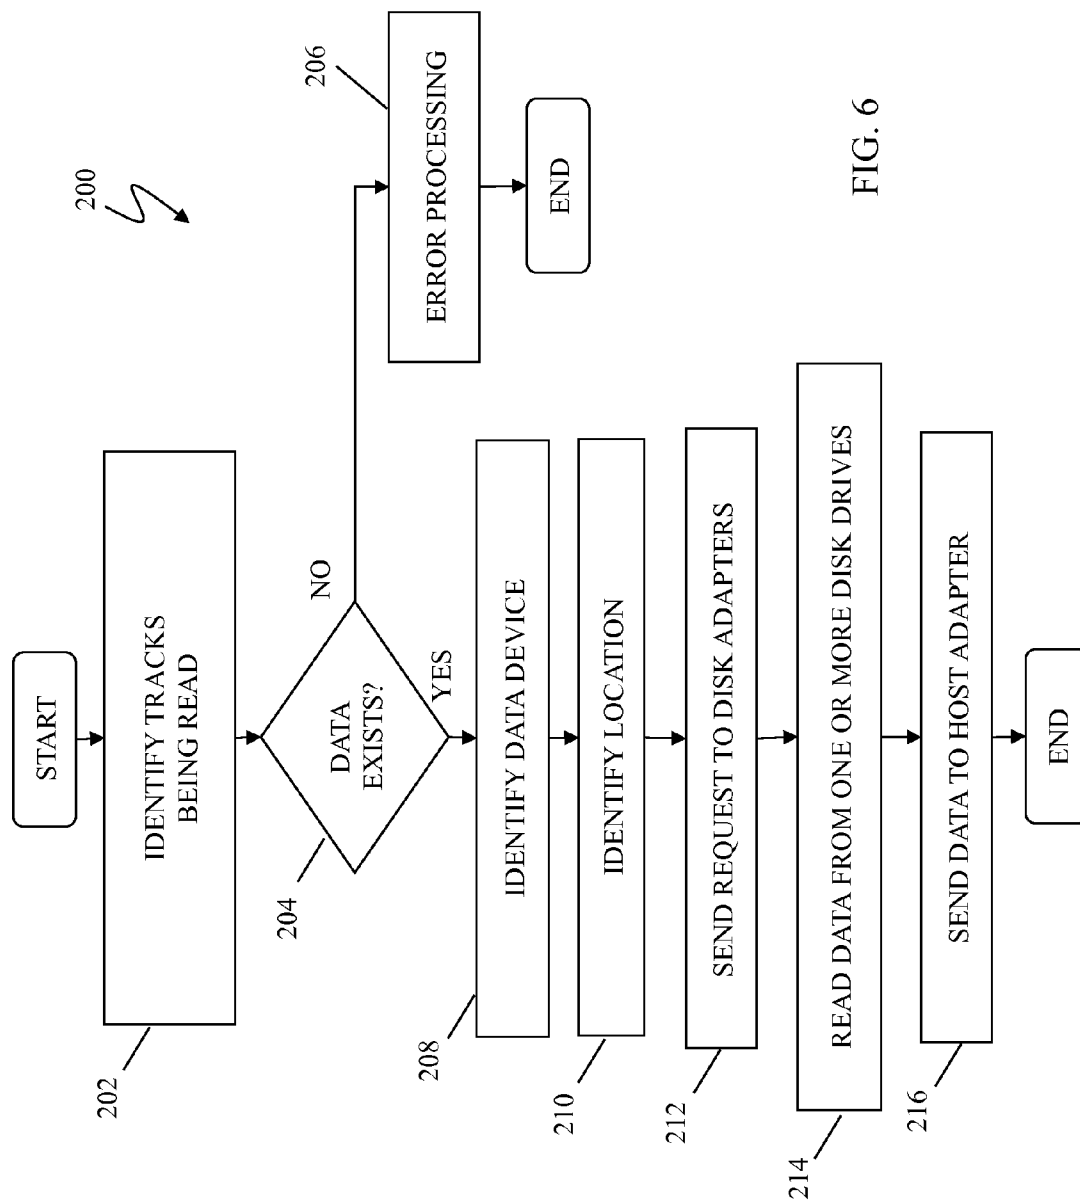 200
START
202
IDENTIFY TRACKS
BEING READ
204
DATA
EXISTS?
NO
YES
206
ERROR PROCESSING
END
208
IDENTIFY DATA DEVICE
210
IDENTIFY LOCATION
212
SEND REQUEST TO DISK ADAPTERS
214
READ DATA FROM ONE OR MORE DISK DRIVES
216
SEND DATA TO HOST ADAPTER
END
FIG. 6